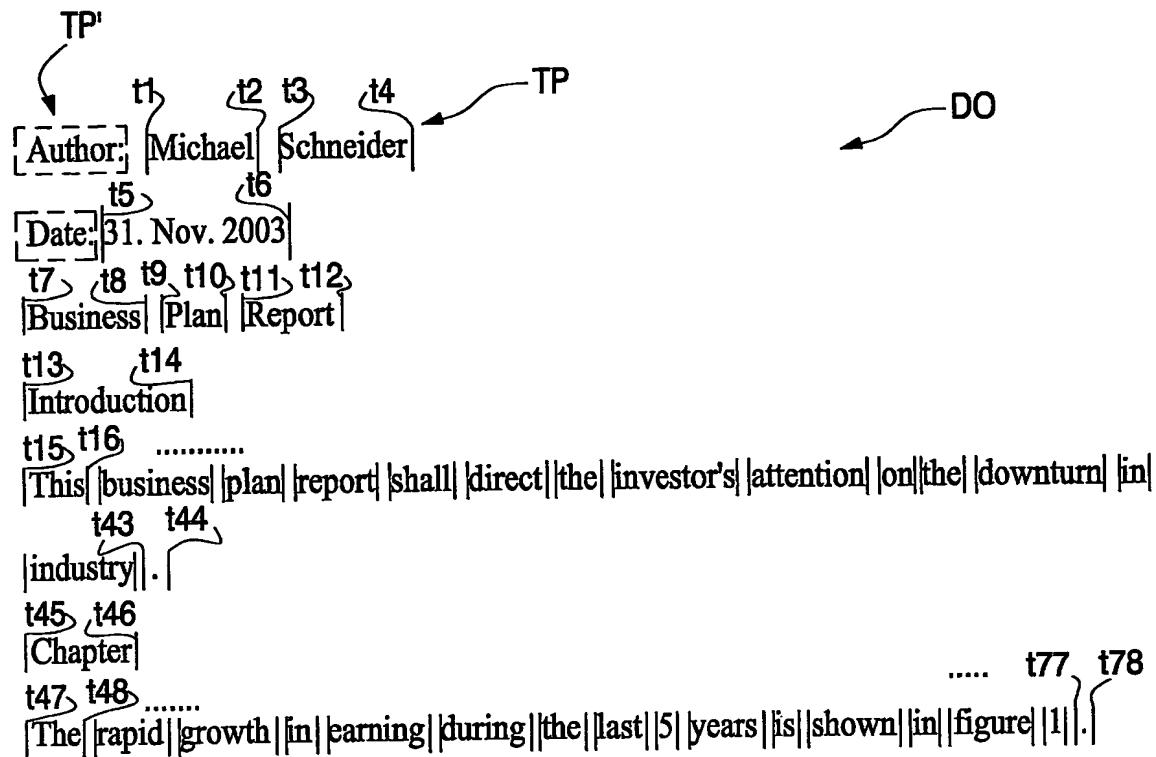 TP'
t1 t2 t3 t4 TP DO
Author: Michael Schneider
t5 t6
Date: 31. Nov. 2003
t7 t8 t9 t10 t11 t12
Business Plan Report
t13 t14
Introduction
t15 t16 ...........
This business plan report shall direct the investor's attention on the downturn in
t43 t44
industry .
t45 t46
Chapter
t47 t48 ....... ..... t77 t78
The rapid growth in earning during the last 5 years is shown in figure 1 .